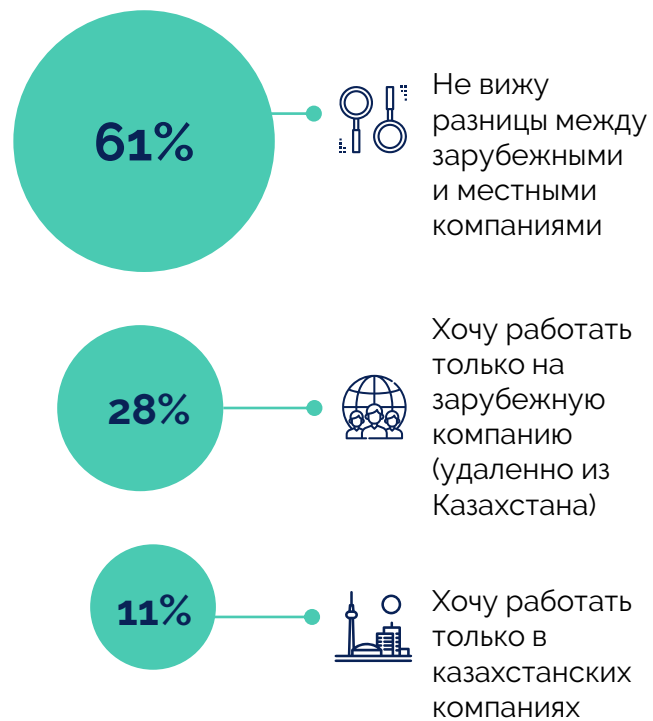 61%
Не вижу
разницы между
зарубежными
и местными
компаниями
28%
Хочу работать
только на
зарубежную
компанию
(удаленно из
Казахстана)
11%
Хочу работать
только в
казахстанских
компаниях